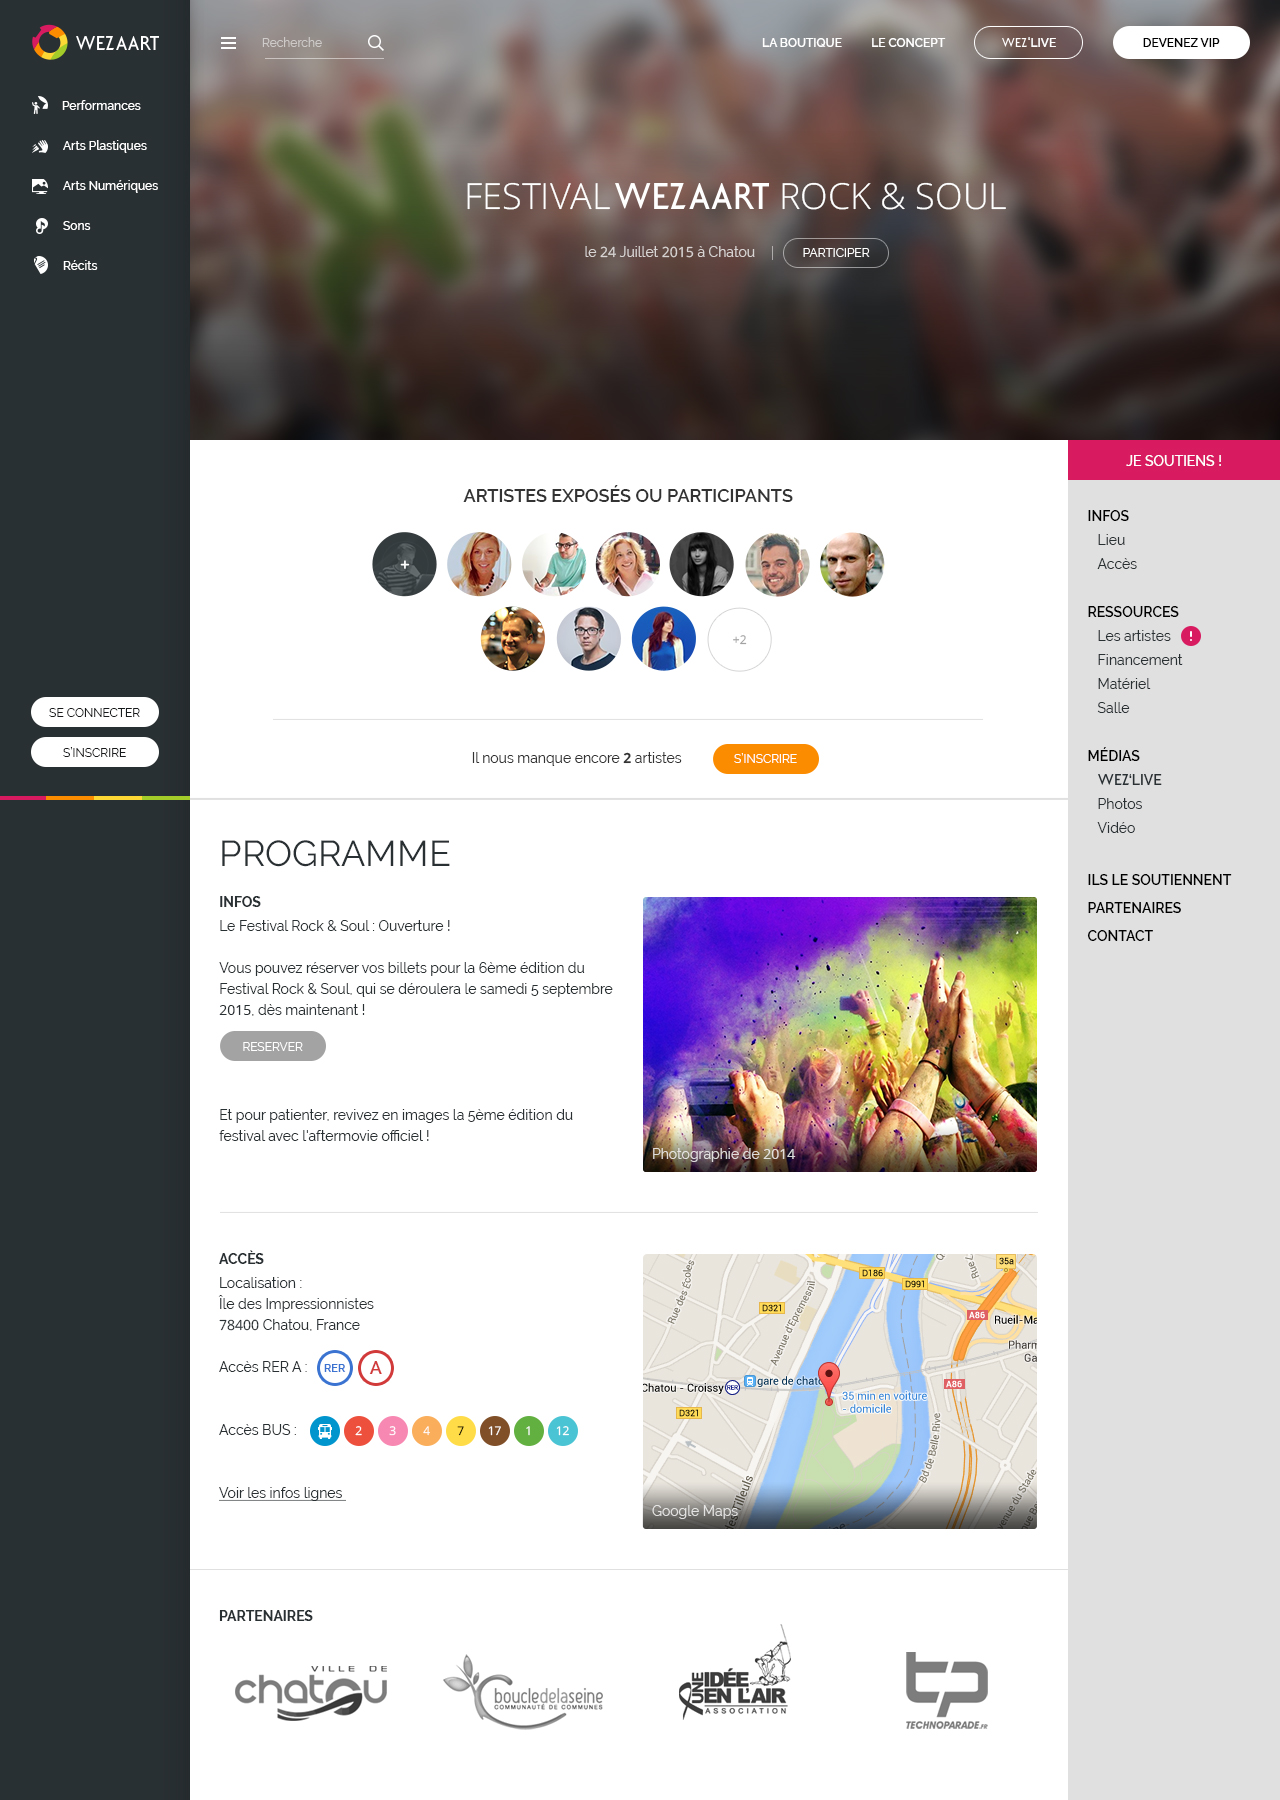 WEZAART
Performances
Arts Plastiques
Arts Numériques
Sons
Récits
SE CONNECTER
S'INSCRIRE
Recherche
LA BOUTIQUE
LE CONCEPT
WEZ'LIVE
DEVENEZ VIP
FESTIVAL WEZAART ROCK & SOUL
le 24 Juillet 2015 à Chatou | PARTICIPER
ARTISTES EXPOSÉS OU PARTICIPANTS
+
+2
Il nous manque encore 2 artistes
S'INSCRIRE
JE SOUTIENS !
INFOS
Lieu
Accès
RESSOURCES
Les artistes !
Financement
Matériel
Salle
MÉDIAS
WEZ'LIVE
Photos
Vidéo
ILS LE SOUTIENNENT
PARTENAIRES
CONTACT
PROGRAMME
INFOS
Le Festival Rock & Soul : Ouverture !
Vous pouvez réserver vos billets pour la 6ème édition du
Festival Rock & Soul, qui se déroulera le samedi 5 septembre
2015, dès maintenant !
RESERVER
Et pour patienter, revivez en images la 5ème édition du
festival avec l'aftermovie officiel !
Photographie de 2014
ACCÈS
Localisation :
Île des Impressionnistes
78400 Chatou, France
Accès RER A : RER A
Accès BUS : 2 3 4 7 17 1 12
Voir les infos lignes
Rue des Écoles
D321
Avenue d'Epremesnil
D186
D991
35a
A86
Rueil-Ma
Pharm
Ga
gare de chatou
Chatou - Croissy RER
A86
35 min en voiture
- domicile
D321
Bd de Belle Rive
Tilleuls
venue du Stade
Google Maps
PARTENAIRES
VILLE DE
chatou
boucledelaseine
COMMUNAUTÉ DE COMMUNES
UNE IDÉE
EN L'AIR
ASSOCIATION
tp
TECHNOPARADE.FR